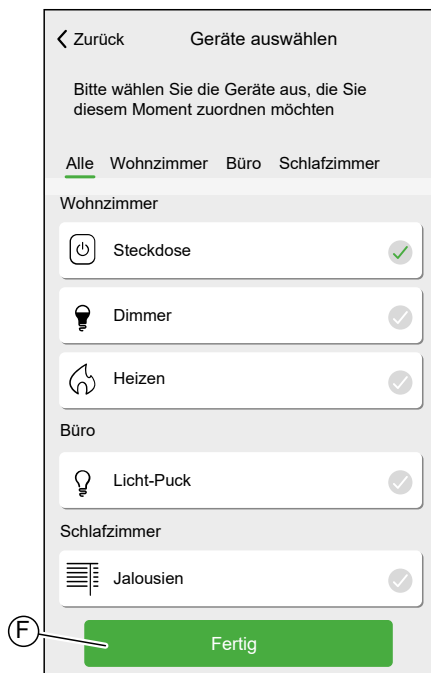 Zurück Geräte auswählen
Bitte wählen Sie die Geräte aus, die Sie
diesem Moment zuordnen möchten
Alle Wohnzimmer Büro Schlafzimmer
Wohnzimmer
Steckdose
Dimmer
Heizen
Büro
Licht-Puck
Schlafzimmer
Jalousien
F
Fertig